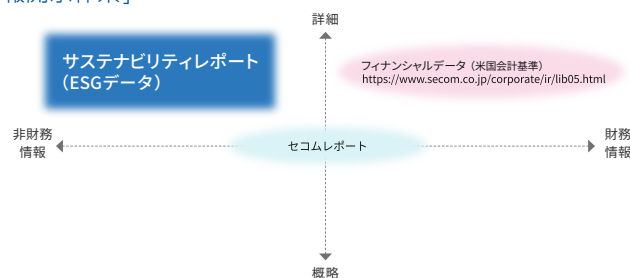 詳細
サステナビリティレポート
（ESGデータ）
フィナンシャルデータ（米国会計基準）
https://www.secom.co.jp/corporate/ir/lib05.html
非財務
情報
セコムレポート
財務
情報
概略